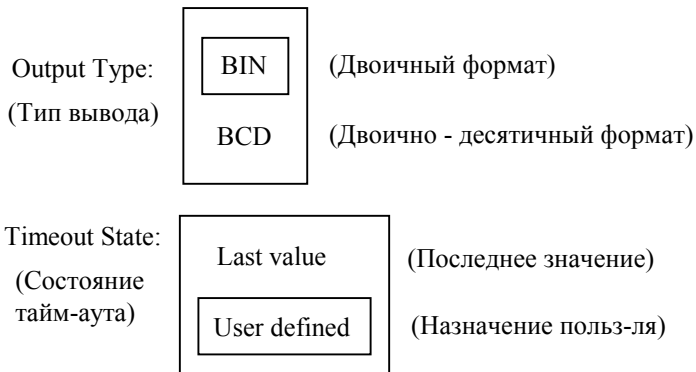 Output Type: BIN (Двоичный формат)
(Тип вывода)
BCD (Двоично - десятичный формат)
Timeout State:
Last value (Последнее значение)
(Состояние
тайм-аута)
User defined (Назначение польз-ля)